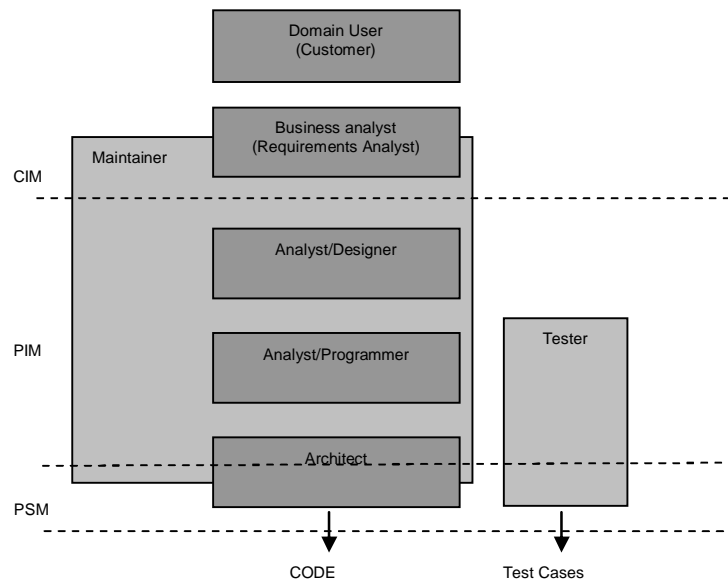 Domain User
(Customer)
Business analyst
(Requirements Analyst)
Maintainer
CIM
Analyst/Designer
PIM
Analyst/Programmer
Tester
Architect
PSM
CODE
Test Cases